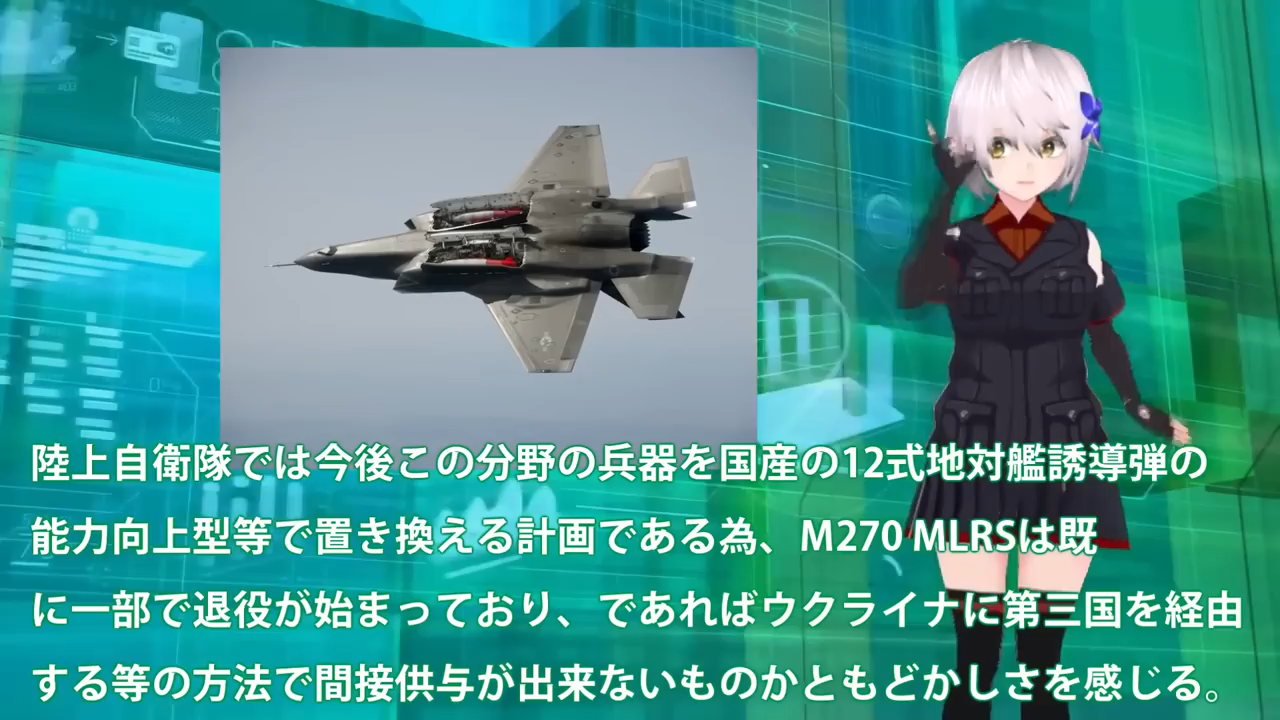 陸上自衛隊では今後この分野の兵器を国産の12式地対艦誘導弾の
能力向上型等で置き換える計画である為、M270 MLRSは既
に一部で退役が始まっており、であればウクライナに第三国を経由
する等の方法で間接供与が出来ないものかともどかしさを感じる。